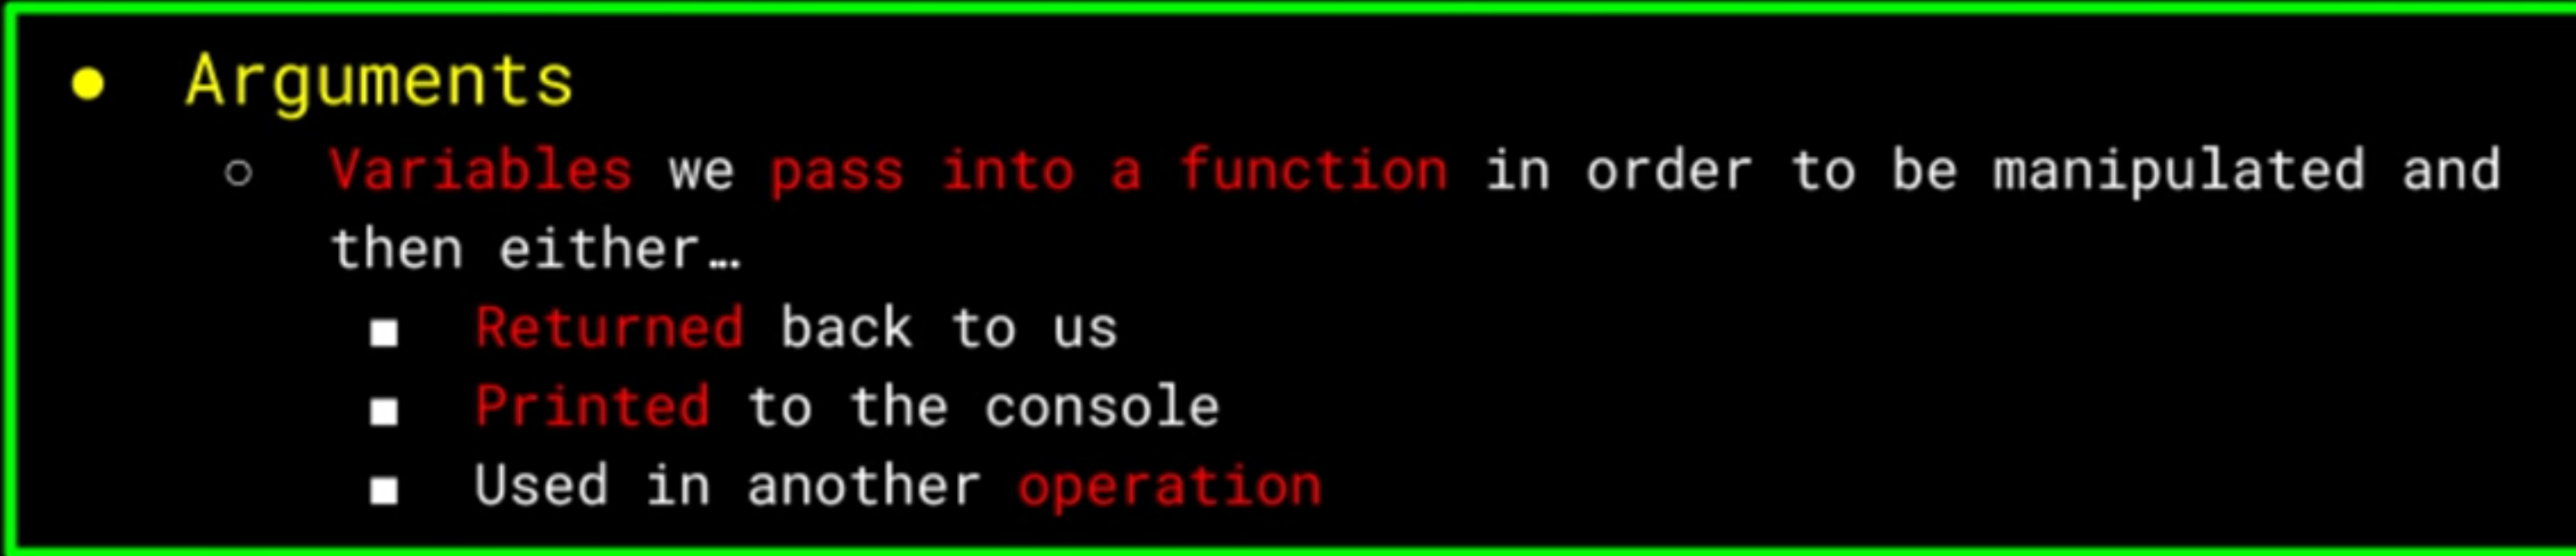 ● Arguments
○ Variables we pass into a function in order to be manipulated and
then either…
■ Returned back to us
■ Printed to the console
■ Used in another operation